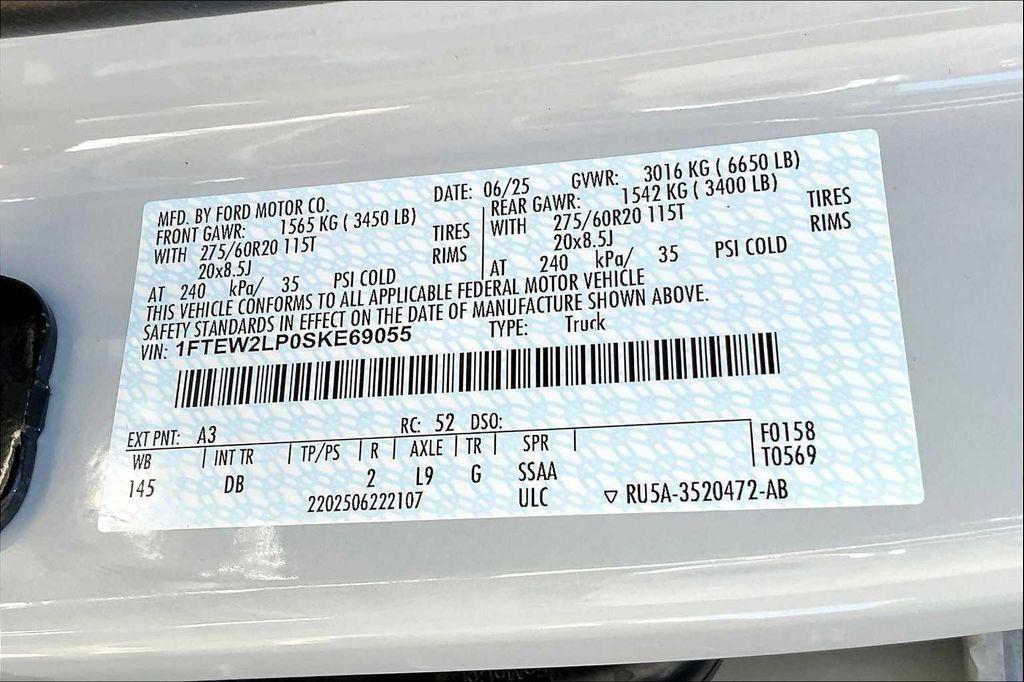 MFD. BY FORD MOTOR CO. DATE: 06/25 GVWR: 3016 KG ( 6650 LB)
FRONT GAWR: 1565 KG ( 3450 LB) REAR GAWR: 1542 KG ( 3400 LB)
WITH 275/60R20 115T TIRES WITH 275/60R20 115T TIRES
20x8.5J RIMS 20x8.5J RIMS
AT 240 kPa/ 35 PSI COLD AT 240 kPa/ 35 PSI COLD
THIS VEHICLE CONFORMS TO ALL APPLICABLE FEDERAL MOTOR VEHICLE
SAFETY STANDARDS IN EFFECT ON THE DATE OF MANUFACTURE SHOWN ABOVE.
VIN: 1FTEW2LP0SKE69055 TYPE: Truck
EXT PNT: A3 RC: 52 DSO:
WB INT TR TP/PS R AXLE TR SPR F0158
145 DB 2 L9 G SSAA T0569
2202506222107 ULC ▽ RU5A-3520472-AB